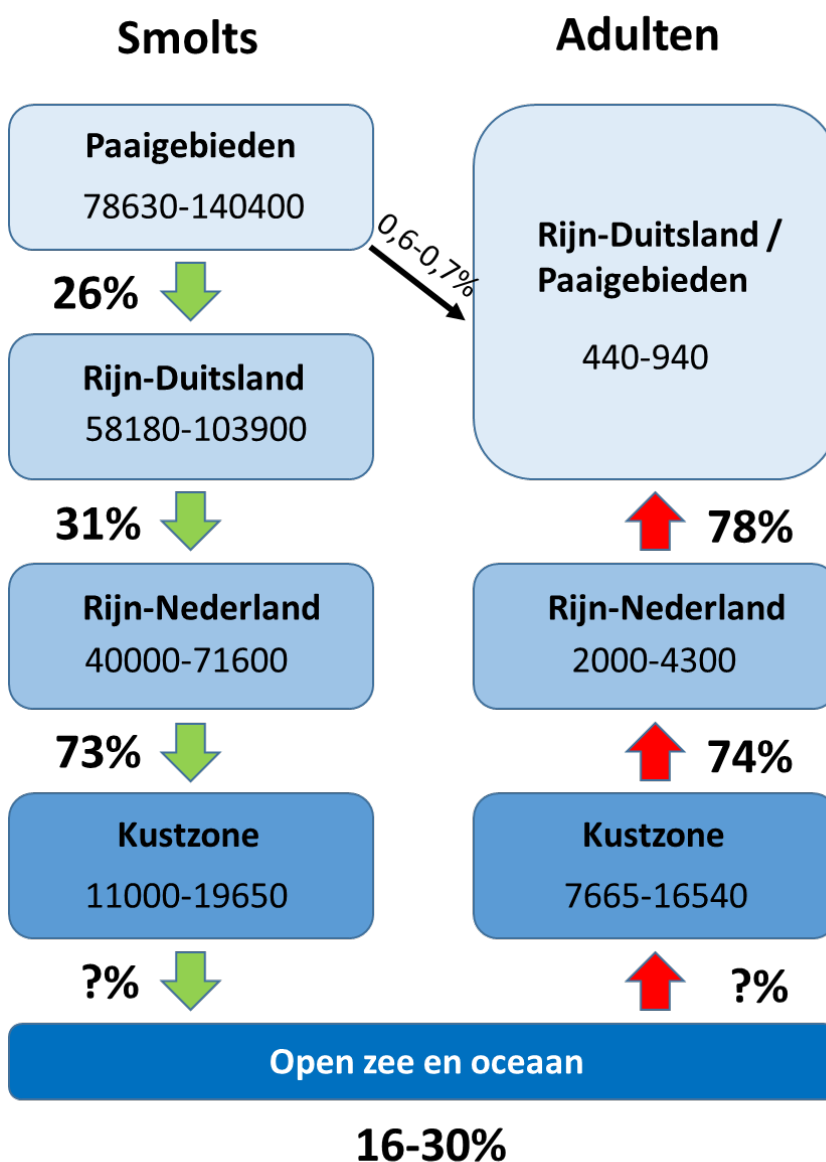 Smolts
Adulten
Paaigebieden
78630-140400
0,6-0,7%
Rijn-Duitsland /
Paaigebieden
440-940
26%
Rijn-Duitsland
58180-103900
31%
78%
Rijn-Nederland
40000-71600
Rijn-Nederland
2000-4300
73%
74%
Kustzone
11000-19650
Kustzone
7665-16540
?%
?%
Open zee en oceaan
16-30%